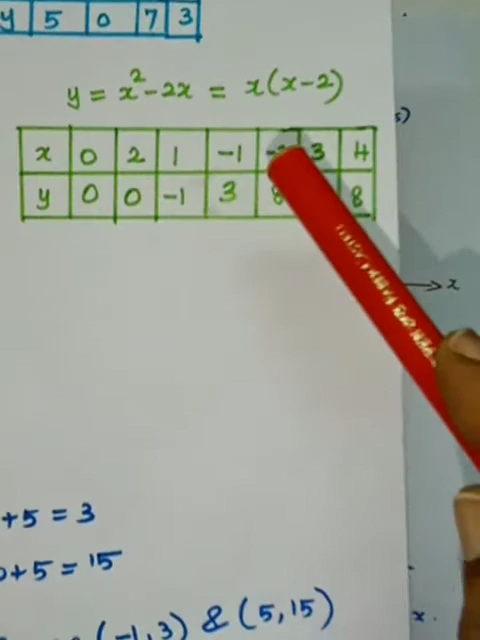 y 5 0 7 3
y = x² - 2x = x(x-2)
x 0 2 1 -1 3 4
y 0 0 -1 3 8 8
x
+5 = 3
+5 = 15
(-1,3) & (5,15)
x